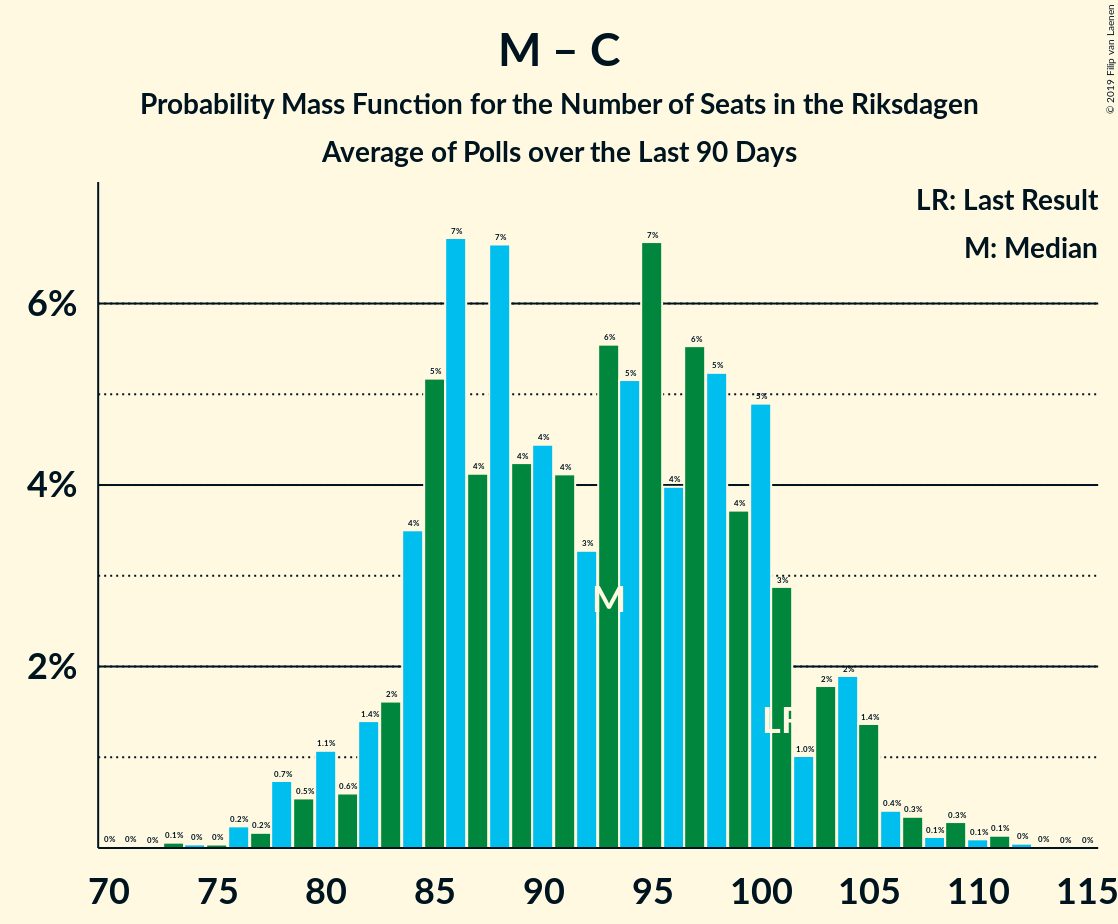 M – C
Probability Mass Function for the Number of Seats in the Riksdagen
Average of Polls over the Last 90 Days
© 2019 Filip van Laenen
LR: Last Result
M: Median
6%
4%
2%
0% 0% 0% 0.1% 0% 0% 0.2% 0.2% 0.7% 0.5% 1.1% 0.6% 1.4% 2% 4% 5% 7% 4% 7% 4% 4% 4% 3% 6% 5% 7% 4% 6% 5% 4% 5% 3% 1.0% 2% 2% 1.4% 0.4% 0.3% 0.1% 0.3% 0.1% 0.1% 0% 0% 0% 0%
M
LR
70 75 80 85 90 95 100 105 110 115